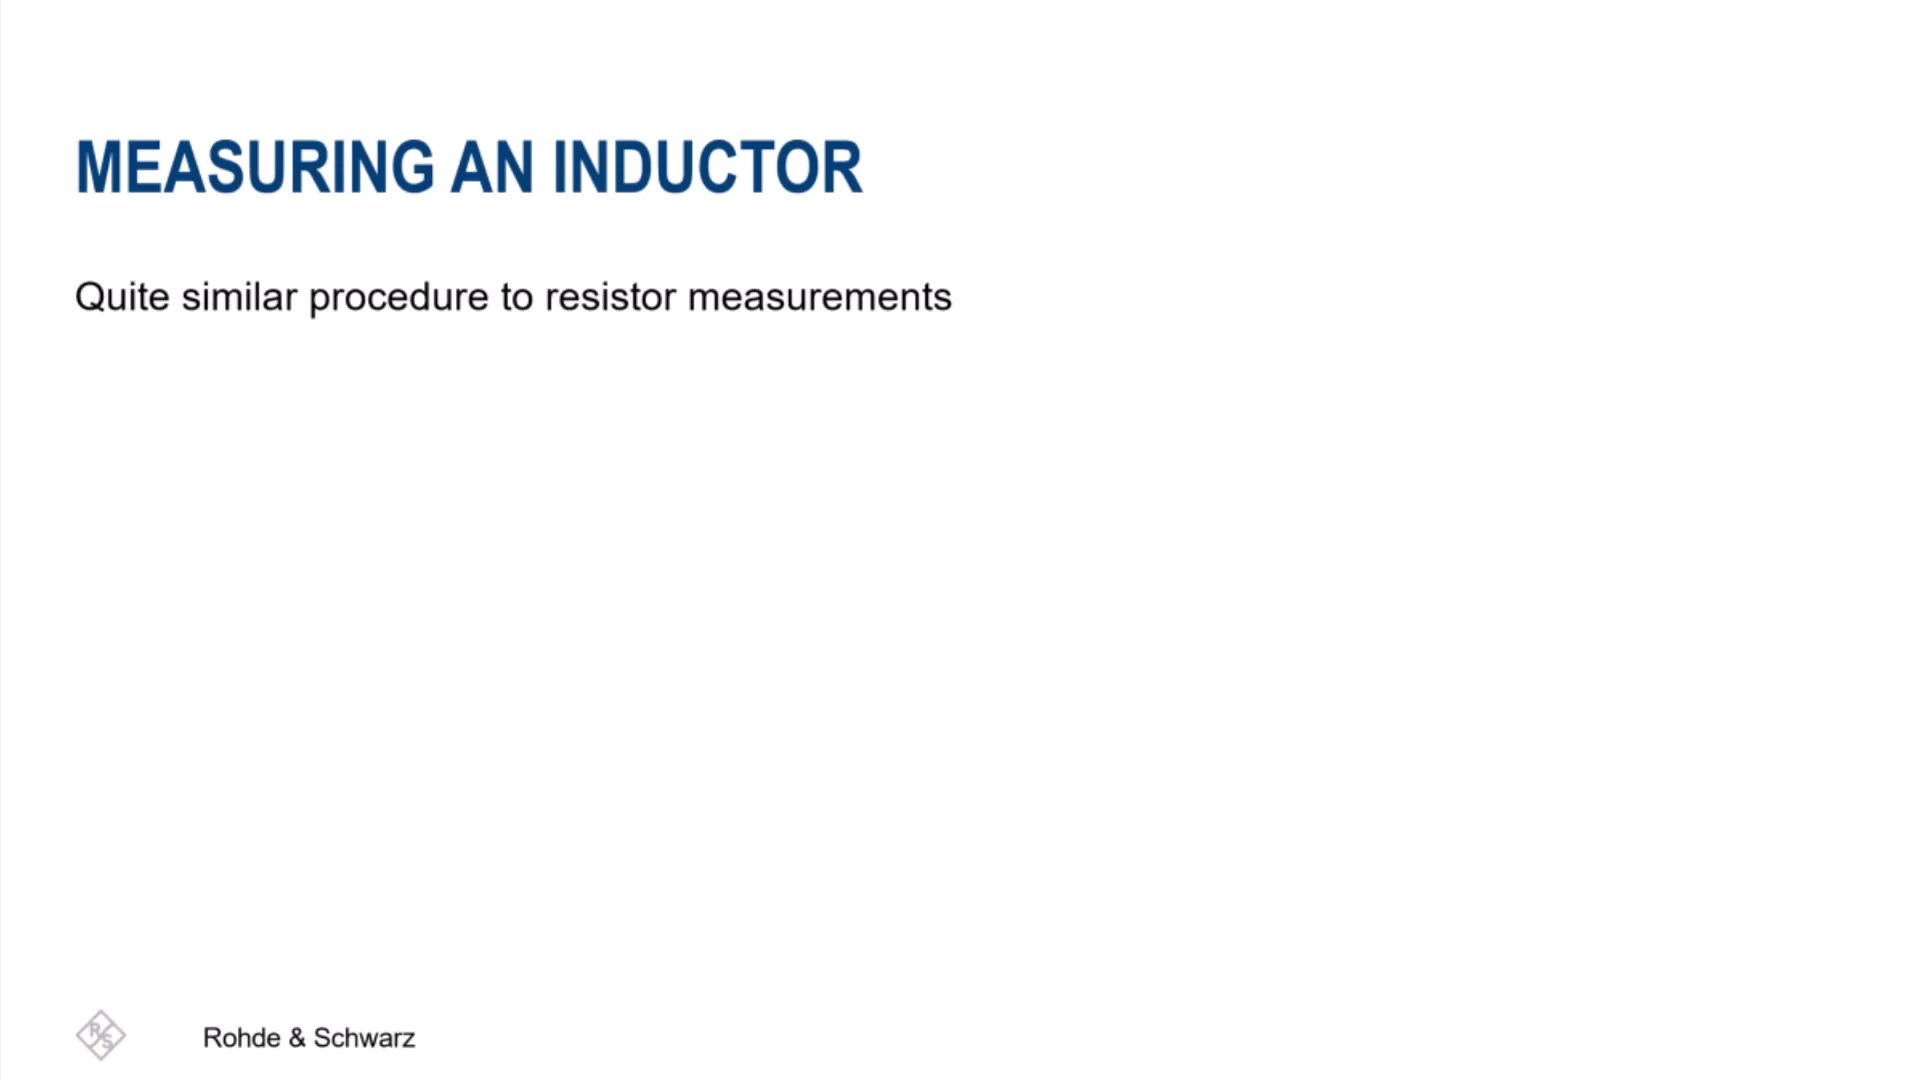 MEASURING AN INDUCTOR
Quite similar procedure to resistor measurements
R S
Rohde & Schwarz